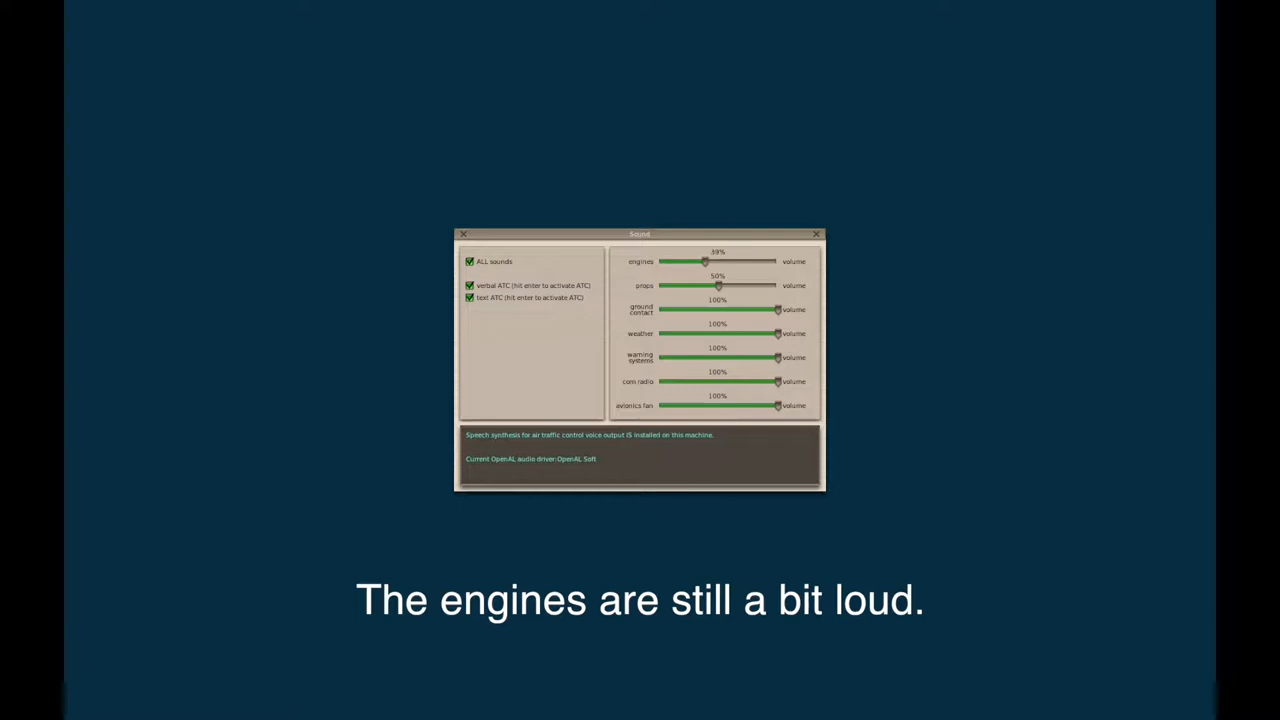 Sound
ALL sounds
verbal ATC (hit enter to activate ATC)
text ATC (hit enter to activate ATC)
39%
engines volume
50%
props volume
100%
ground
contact volume
100%
weather volume
100%
warning
systems volume
100%
com radio volume
100%
avionics fan volume
Speech synthesis for air traffic control voice output IS installed on this machine.
Current OpenAL audio driver:OpenAL Soft
The engines are still a bit loud.